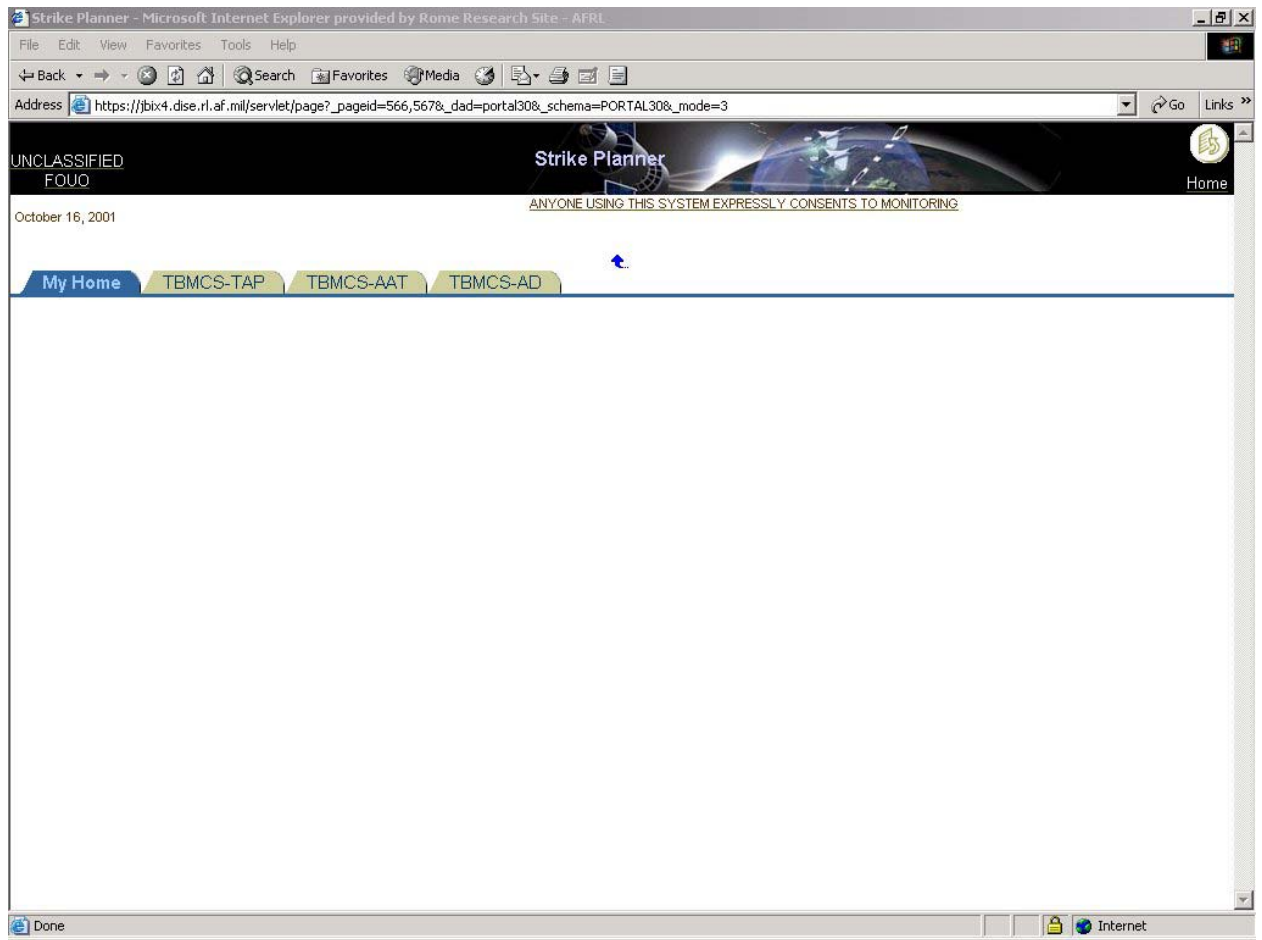 Strike Planner - Microsoft Internet Explorer provided by Rome Research Site - AFRL
File Edit View Favorites Tools Help
Back Search Favorites Media
Address https://jbix4.dise.rl.af.mil/servlet/page?_pageid=566,567&_dad=portal30&_schema=PORTAL30&_mode=3 Go Links »
UNCLASSIFIED
FOUO
Strike Planner
Home
ANYONE USING THIS SYSTEM EXPRESSLY CONSENTS TO MONITORING
October 16, 2001
My Home TBMCS-TAP TBMCS-AAT TBMCS-AD
Done Internet